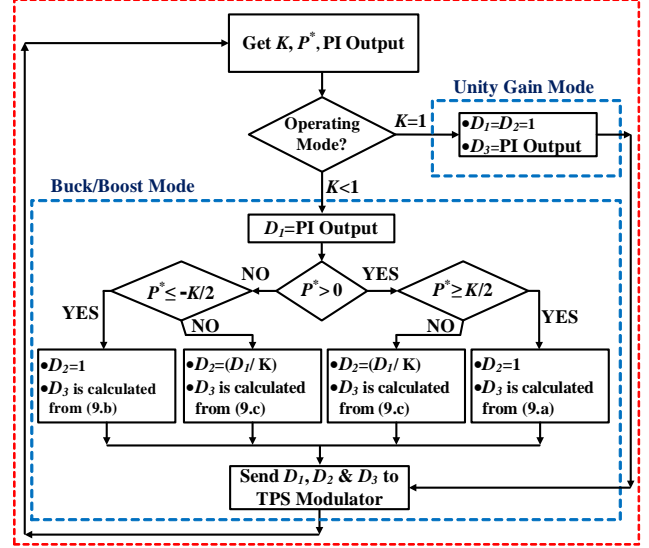 Get K, P*, PI Output
Unity Gain Mode
Operating
Mode?
K=1
•D1=D2=1
•D3=PI Output
Buck/Boost Mode
K<1
D1=PI Output
NO
YES
P*≤ -K/2
P*>0
P*≥ K/2
YES
NO
NO
YES
•D2=1
•D3 is calculated
from (9.b)
•D2=(D1/ K)
•D3 is calculated
from (9.c)
•D2=(D1/ K)
•D3 is calculated
from (9.c)
•D2=1
•D3 is calculated
from (9.a)
Send D1, D2 & D3 to
TPS Modulator